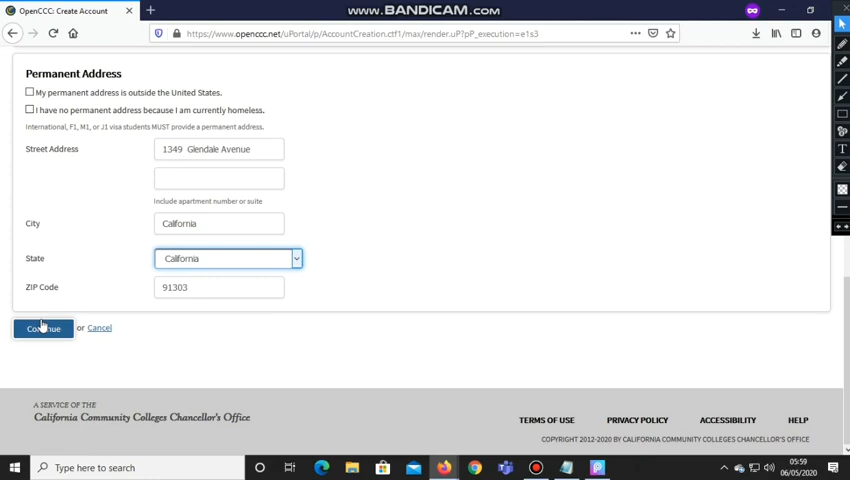 OpenCCC: Create Account
WWW.BANDICAM.COM
https://www.openccc.net/uPortal/p/AccountCreation.ctf1/max/render.uP?pP_execution=e1s3
Permanent Address
My permanent address is outside the United States.
I have no permanent address because I am currently homeless.
International, F1, M1, or J1 visa students MUST provide a permanent address.
Street Address 1349 Glendale Avenue
Include apartment number or suite
City Calfornia
State California
ZIP Code 91303
Continue or Cancel
A SERVICE OF THE
California Community Colleges Chancellor's Office
TERMS OF USE PRIVACY POLICY ACCESSIBILITY HELP
COPYRIGHT 2012-2020 BY CALIFORNIA COMMUNITY COLLEGES CHANCELLOR'S OFFICE
Type here to search
05:59
06/05/2020